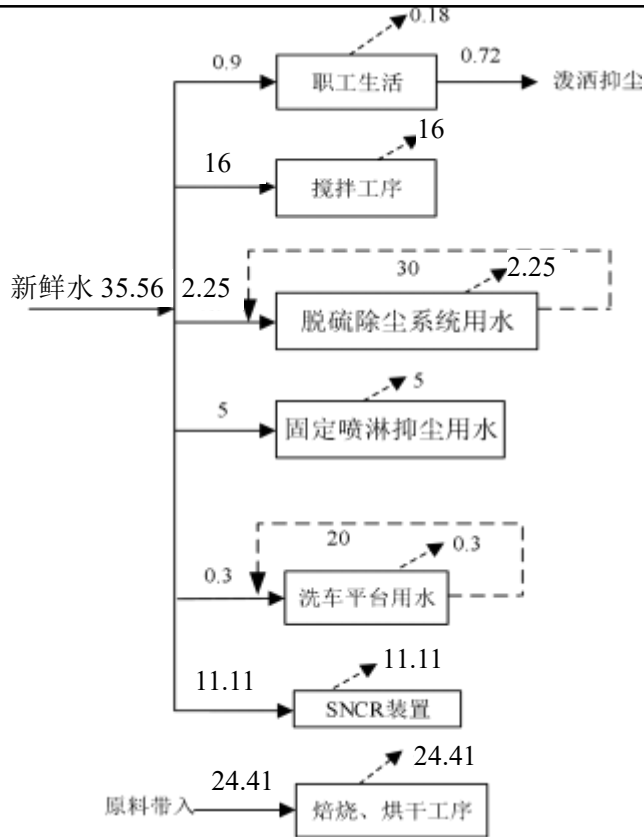 0.18
0.9
职工生活
0.72
泼洒抑尘
16
16
搅拌工序
新鲜水 35.56
2.25
30
2.25
脱硫除尘系统用水
5
5
固定喷淋抑尘用水
20
0.3
0.3
洗车平台用水
11.11
11.11
SNCR装置
24.41
原料带入
24.41
焙烧、烘干工序